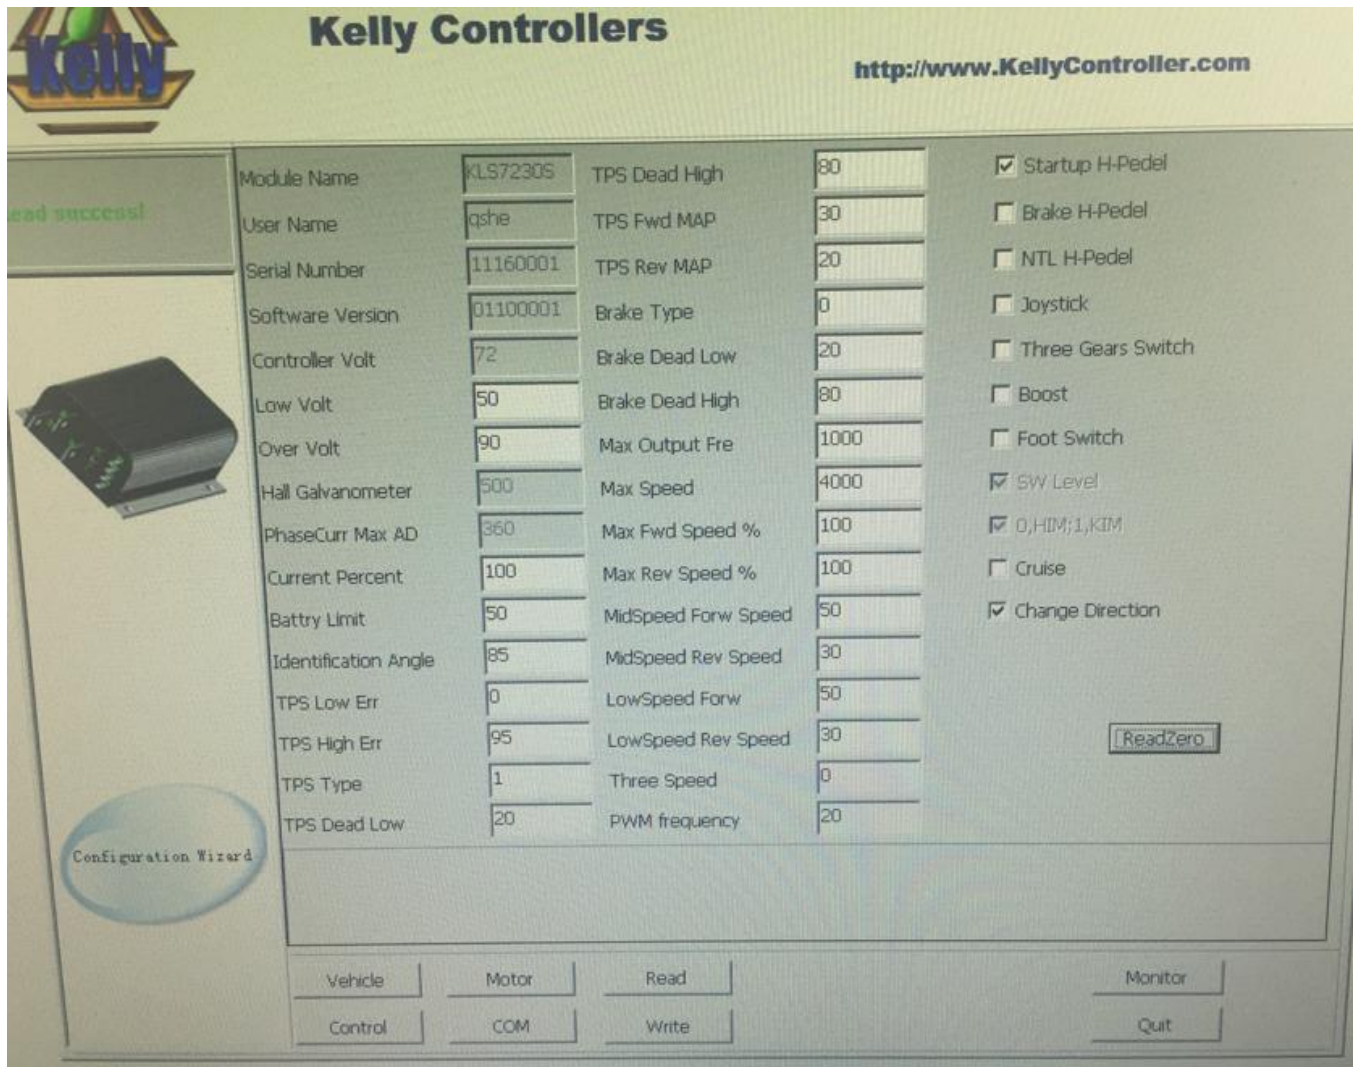 Kelly
Kelly Controllers
http://www.KellyController.com
ead success!
Module Name KLS7230S TPS Dead High 80 Startup H-Pedel
User Name qshe TPS Fwd MAP 30 Brake H-Pedel
Serial Number 11160001 TPS Rev MAP 20 NTL H-Pedel
Software Version 01100001 Brake Type 0 Joystick
Controller Volt 72 Brake Dead Low 20 Three Gears Switch
Low Volt 50 Brake Dead High 80 Boost
Over Volt 90 Max Output Fre 1000 Foot Switch
Hall Galvanometer 500 Max Speed 4000 SW Level
PhaseCurr Max AD 360 Max Fwd Speed % 100 0,HIM;1,KIM
Current Percent 100 Max Rev Speed % 100 Cruise
Battry Limit 50 MidSpeed Forw Speed 50 Change Direction
Identification Angle 85 MidSpeed Rev Speed 30
TPS Low Err 0 LowSpeed Forw 50
TPS High Err 95 LowSpeed Rev Speed 30 ReadZero
TPS Type 1 Three Speed 0
TPS Dead Low 20 PWM frequency 20
Configuration Wizard
Vehicle Motor Read Monitor
Control COM Write Quit